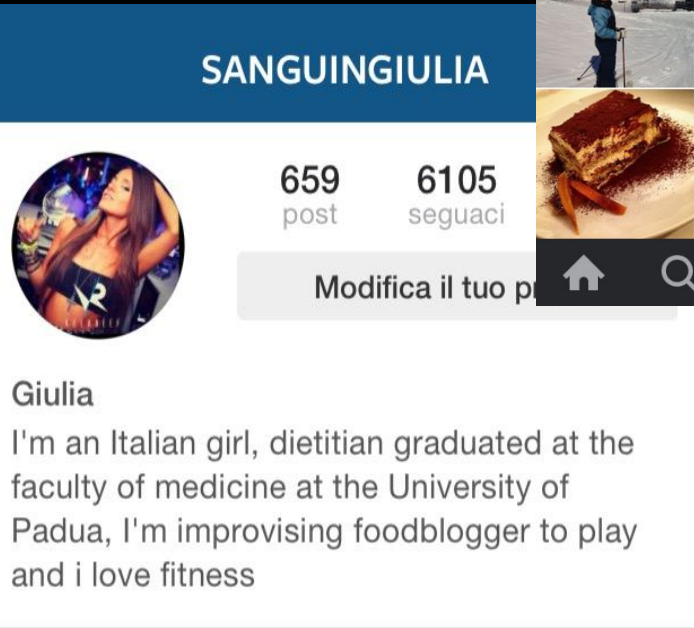 SANGUINGIULIA
659 6105
post seguaci
Modifica il tuo
Giulia
I'm an Italian girl, dietitian graduated at the
faculty of medicine at the University of
Padua, I'm improvising foodblogger to play
and i love fitness